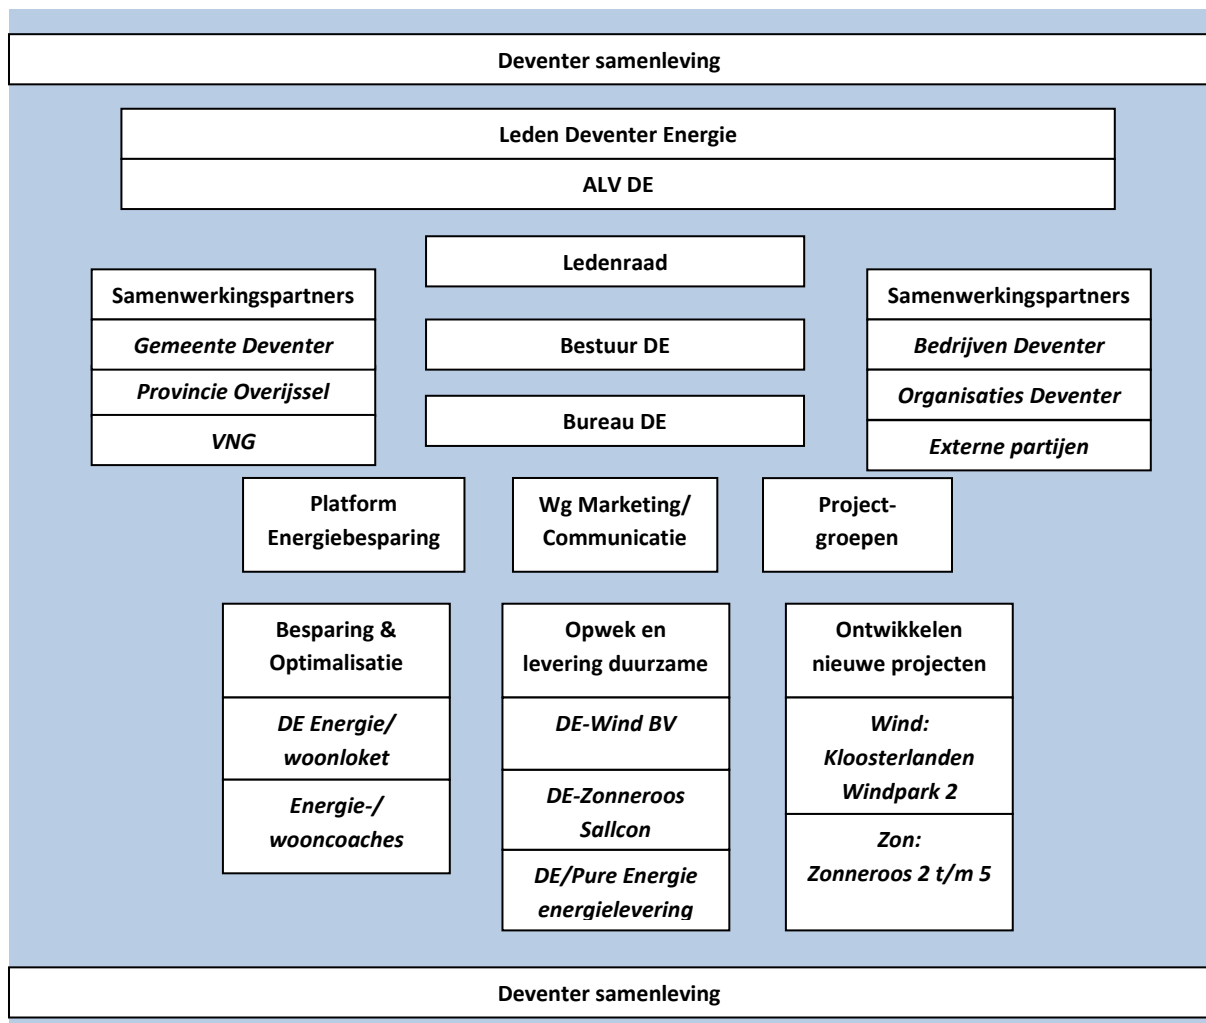 Deventer samenleving
Leden Deventer Energie
ALV DE
Ledenraad
Samenwerkingspartners
Gemeente Deventer
Provincie Overijssel
VNG
Bestuur DE
Bureau DE
Samenwerkingspartners
Bedrijven Deventer
Organisaties Deventer
Externe partijen
Platform
Energiebesparing
Wg Marketing/
Communicatie
Project-
groepen
Besparing &
Optimalisatie
DE Energie/
woonloket
Energie-/
wooncoaches
Opwek en
levering duurzame
DE-Wind BV
DE-Zonneroos
Sallcon
DE/Pure Energie
energielevering
Ontwikkelen
nieuwe projecten
Wind:
Kloosterlanden
Windpark 2
Zon:
Zonneroos 2 t/m 5
Deventer samenleving